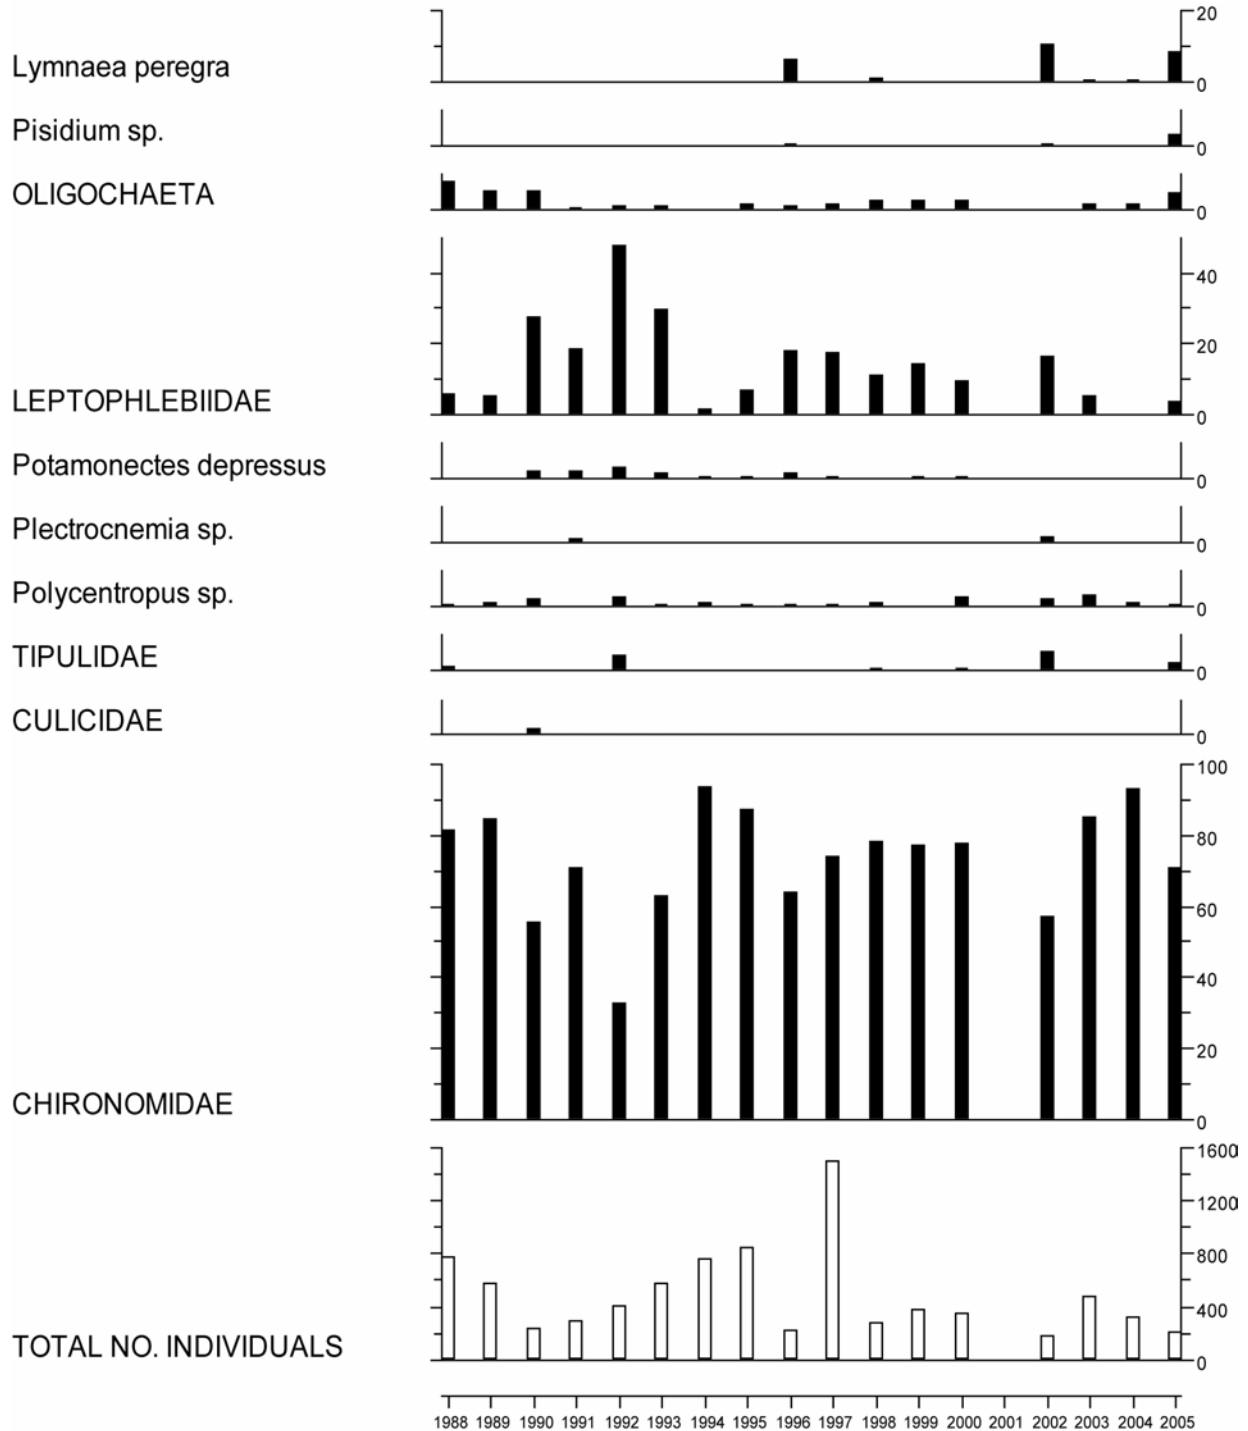 20
Lymnaea peregra
0
Pisidium sp.
0
OLIGOCHAETA
0
40
20
LEPTOPHLEBIIDAE
0
Potamonectes depressus
0
Plectrocnemia sp.
0
Polycentropus sp.
0
TIPULIDAE
0
CULICIDAE
0
100
80
60
40
20
CHIRONOMIDAE
0
1600
1200
800
400
TOTAL NO. INDIVIDUALS
0
1988 1989 1990 1991 1992 1993 1994 1995 1996 1997 1998 1999 2000 2001 2002 2003 2004 2005